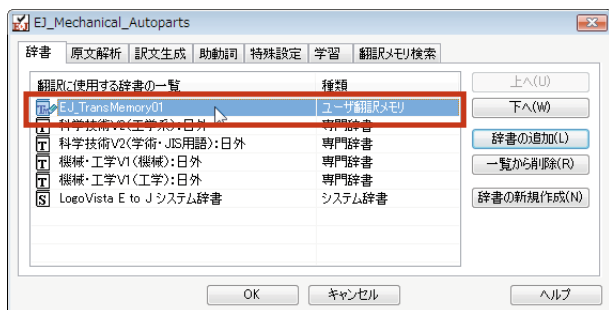 EJ_Mechanical_Autoparts
辞書 原文解析 訳文生成 助動詞 特殊設定 学習 翻訳メモリ検索
翻訳に使用する辞書の一覧 種類
EJ_TransMemory01 ユーザ翻訳メモリ
科学技術V2(工学系):日外 専門辞書
科学技術V2(学術・JIS用語):日外 専門辞書
機械・工学V1(機械):日外 専門辞書
機械・工学V1(工学):日外 専門辞書
LogoVista E to J システム辞書 システム辞書
上へ(U)
下へ(W)
辞書の追加(L)
一覧から削除(R)
辞書の新規作成(N)
OK キャンセル ヘルプ